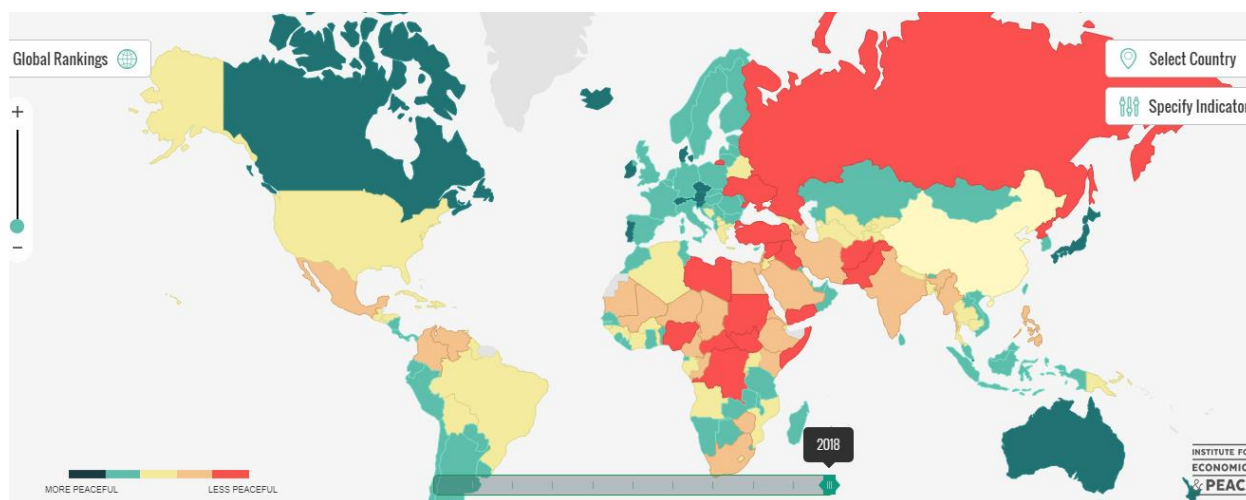 Global Rankings
Select Country
Specify Indicator
+
−
2018
MORE PEACEFUL
LESS PEACEFUL
INSTITUTE FO
ECONOMIC
& PEAC